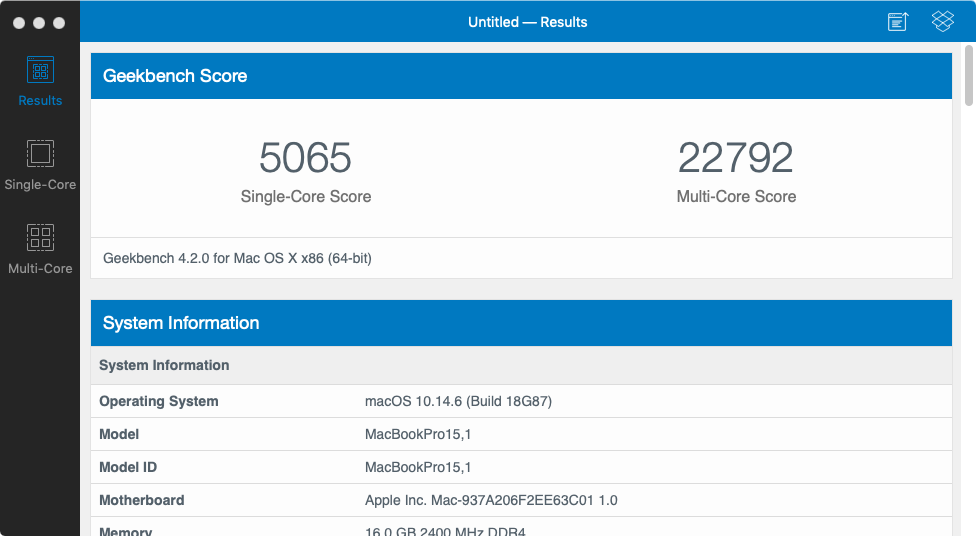 Untitled — Results
Results
Single-Core
Multi-Core
Geekbench Score
5065
Single-Core Score
22792
Multi-Core Score
Geekbench 4.2.0 for Mac OS X x86 (64-bit)
System Information
System Information
Operating System macOS 10.14.6 (Build 18G87)
Model MacBookPro15,1
Model ID MacBookPro15,1
Motherboard Apple Inc. Mac-937A206F2EE63C01 1.0
Memory 16.0 GB 2400 MHz DDR4